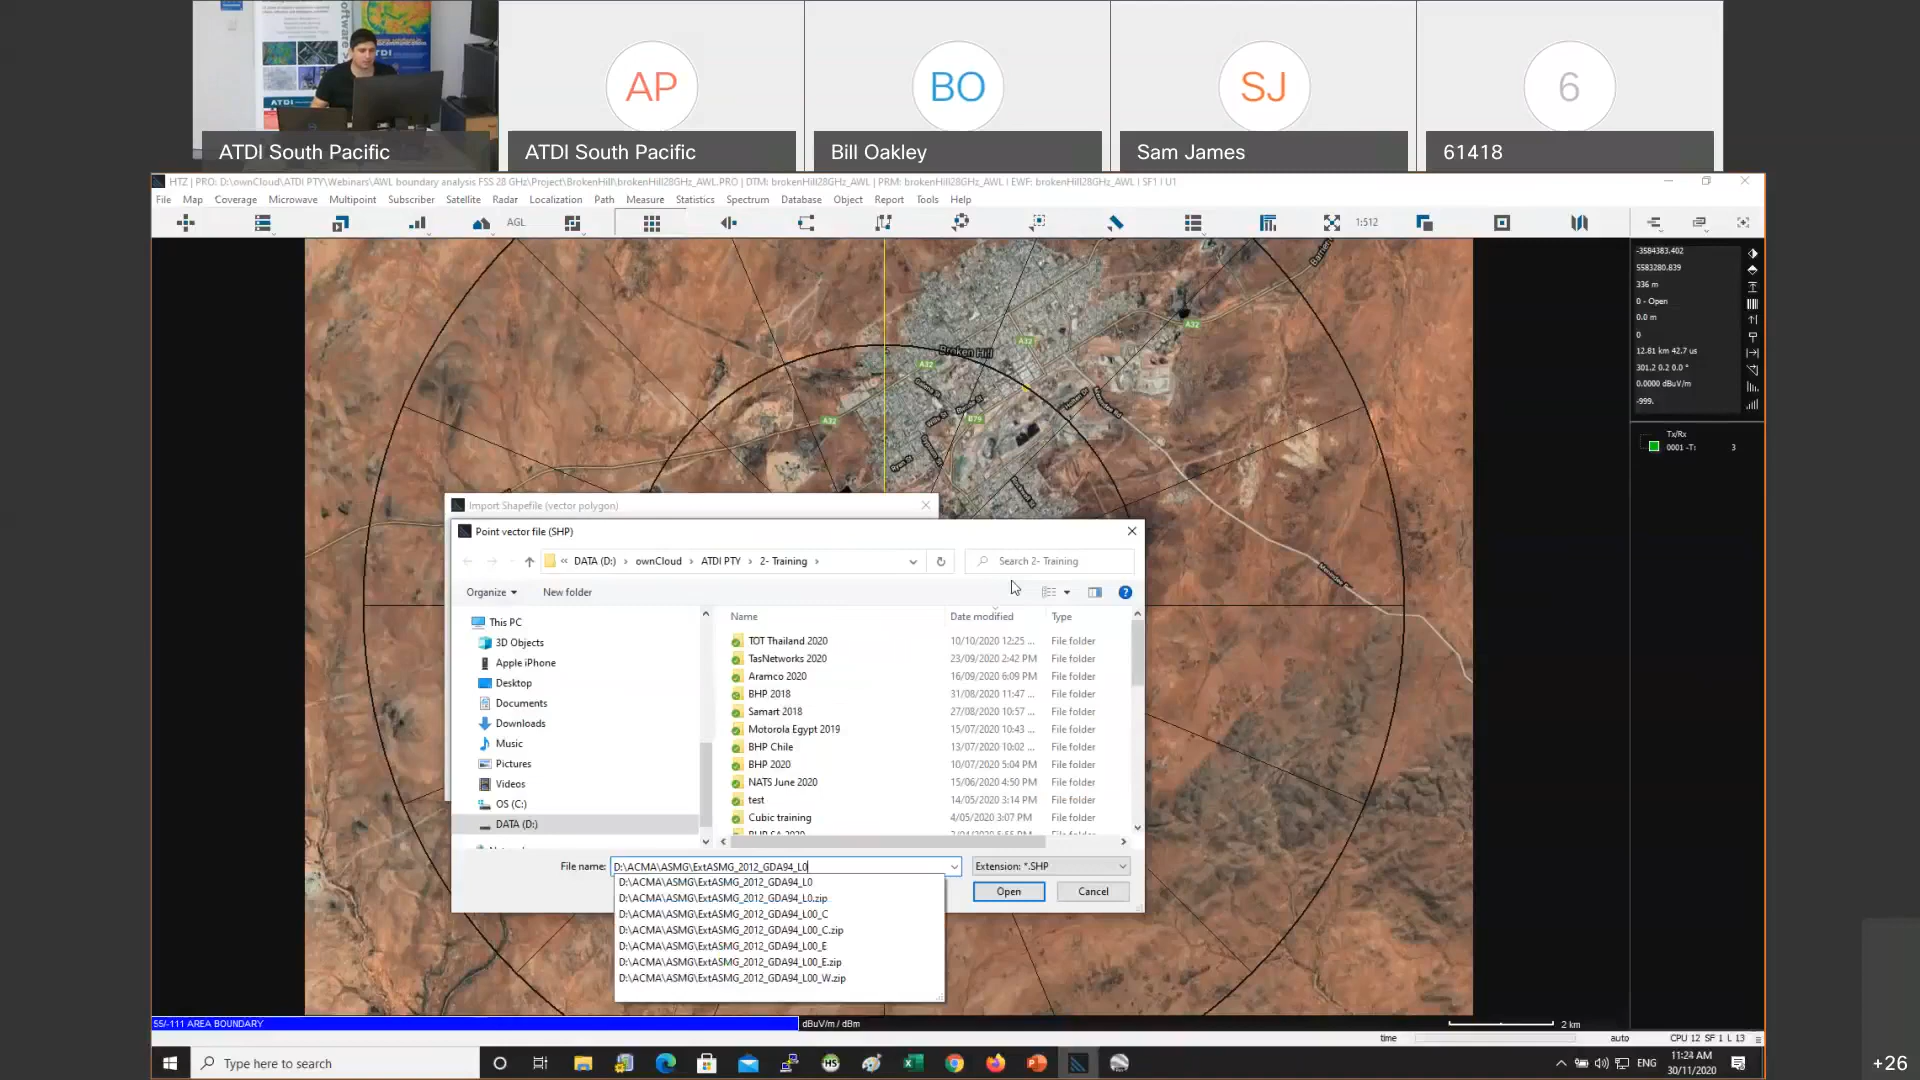 software >
ATDI
ATDI South Pacific
AP
ATDI South Pacific
BO
Bill Oakley
SJ
Sam James
6
61418
HTZ | PRO: D:\ownCloud\ATDI PTY\Webinars\AWL boundary analysis FSS 28 GHz\Project\BrokenHill\brokenHill28GHz_AWL.PRO | DTM: brokenHill28GHz_AWL | PRM: brokenHill28GHz_AWL | EWF: brokenHill28GHz_AWL | SF1 I U1
File Map Coverage Microwave Multipoint Subscriber Satellite Radar Localization Path Measure Statistics Spectrum Database Object Report Tools Help
AGL
1:512
-3584383.402
5583280.839
336 m
0 - Open
0.0 m
0
12.81 km 42.7 us
301.2 0.2 0.0 °
0.0000 dBuV/m
-999.
Tx/Rx
0001 -T: 3
A32
Broken Hill
A32
A32
A32
B79
Import Shapefile (vector polygon)
Point vector file (SHP)
« DATA (D:) › ownCloud › ATDI PTY › 2- Training ›
Search 2- Training
Organize
New folder
This PC
3D Objects
Apple iPhone
Desktop
Documents
Downloads
Music
Pictures
Videos
OS (C:)
DATA (D:)
Name Date modified Type
TOT Thailand 2020 10/10/2020 12:25 ... File folder
TasNetworks 2020 23/09/2020 2:42 PM File folder
Aramco 2020 16/09/2020 6:09 PM File folder
BHP 2018 31/08/2020 11:47 ... File folder
Samart 2018 27/08/2020 10:57 ... File folder
Motorola Egypt 2019 15/07/2020 10:43 ... File folder
BHP Chile 13/07/2020 10:02 ... File folder
BHP 2020 10/07/2020 5:04 PM File folder
NATS June 2020 15/06/2020 4:50 PM File folder
test 14/05/2020 3:14 PM File folder
Cubic training 4/05/2020 3:07 PM File folder
File name: D:\ACMA\ASMG\ExtASMG_2012_GDA94_L0
Extension: *.SHP
D:\ACMA\ASMG\ExtASMG_2012_GDA94_L0
D:\ACMA\ASMG\ExtASMG_2012_GDA94_L0.zip
D:\ACMA\ASMG\ExtASMG_2012_GDA94_L00_C
D:\ACMA\ASMG\ExtASMG_2012_GDA94_L00_C.zip
D:\ACMA\ASMG\ExtASMG_2012_GDA94_L00_E
D:\ACMA\ASMG\ExtASMG_2012_GDA94_L00_E.zip
D:\ACMA\ASMG\ExtASMG_2012_GDA94_L00_W.zip
Open
Cancel
55/-111 AREA BOUNDARY
dBuV/m / dBm
2 km
time
auto
CPU 12 SF 1 L 13
Type here to search
ENG
11:24 AM
30/11/2020
+26